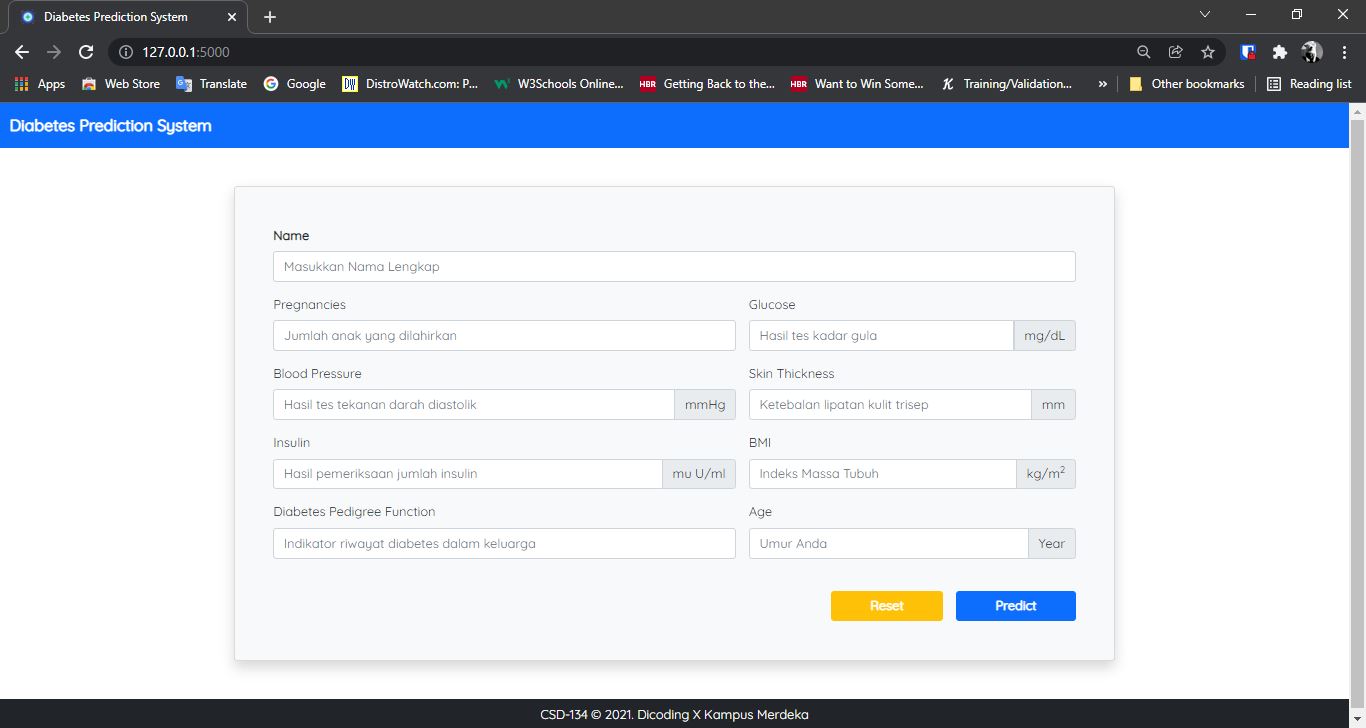 Diabetes Prediction System
127.0.0.1:5000
Apps Web Store Translate Google DistroWatch.com: P... W3Schools Online... Getting Back to the... Want to Win Some... Training/Validation... » Other bookmarks Reading list
Diabetes Prediction System
Name
Masukkan Nama Lengkap
Pregnancies Glucose
Jumlah anak yang dilahirkan Hasil tes kadar gula mg/dL
Blood Pressure Skin Thickness
Hasil tes tekanan darah diastolik mmHg Ketebalan lipatan kulit trisep mm
Insulin BMI
Hasil pemeriksaan jumlah insulin mu U/ml Indeks Massa Tubuh kg/m²
Diabetes Pedigree Function Age
Indikator riwayat diabetes dalam keluarga Umur Anda Year
Reset Predict
CSD-134 © 2021. Dicoding X Kampus Merdeka